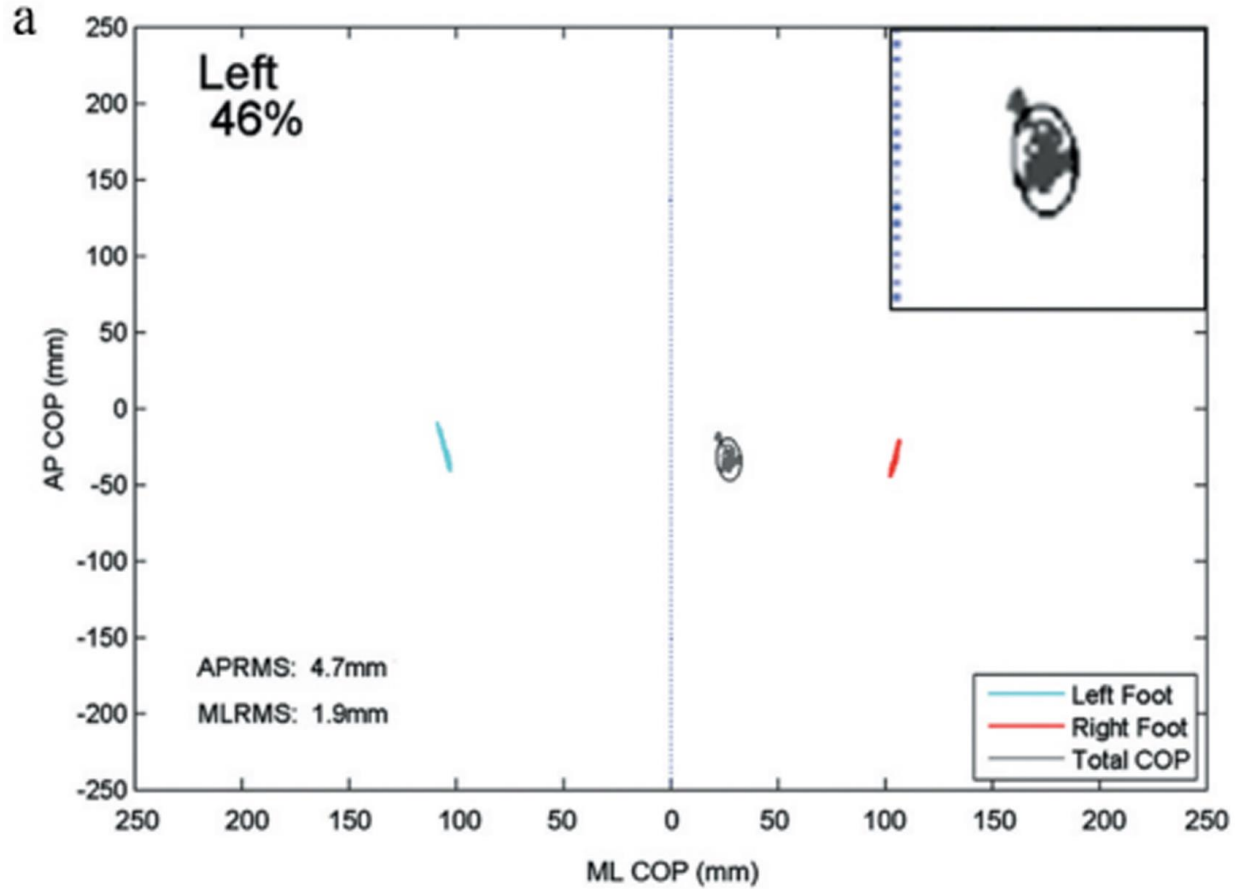 a
Left
46%
250
200
150
100
50
0
-50
-100
-150
-200
-250
AP COP (mm)
APRMS: 4.7mm
MLRMS: 1.9mm
Left Foot
Right Foot
Total COP
250 200 150 100 50 0 50 100 150 200 250
ML COP (mm)